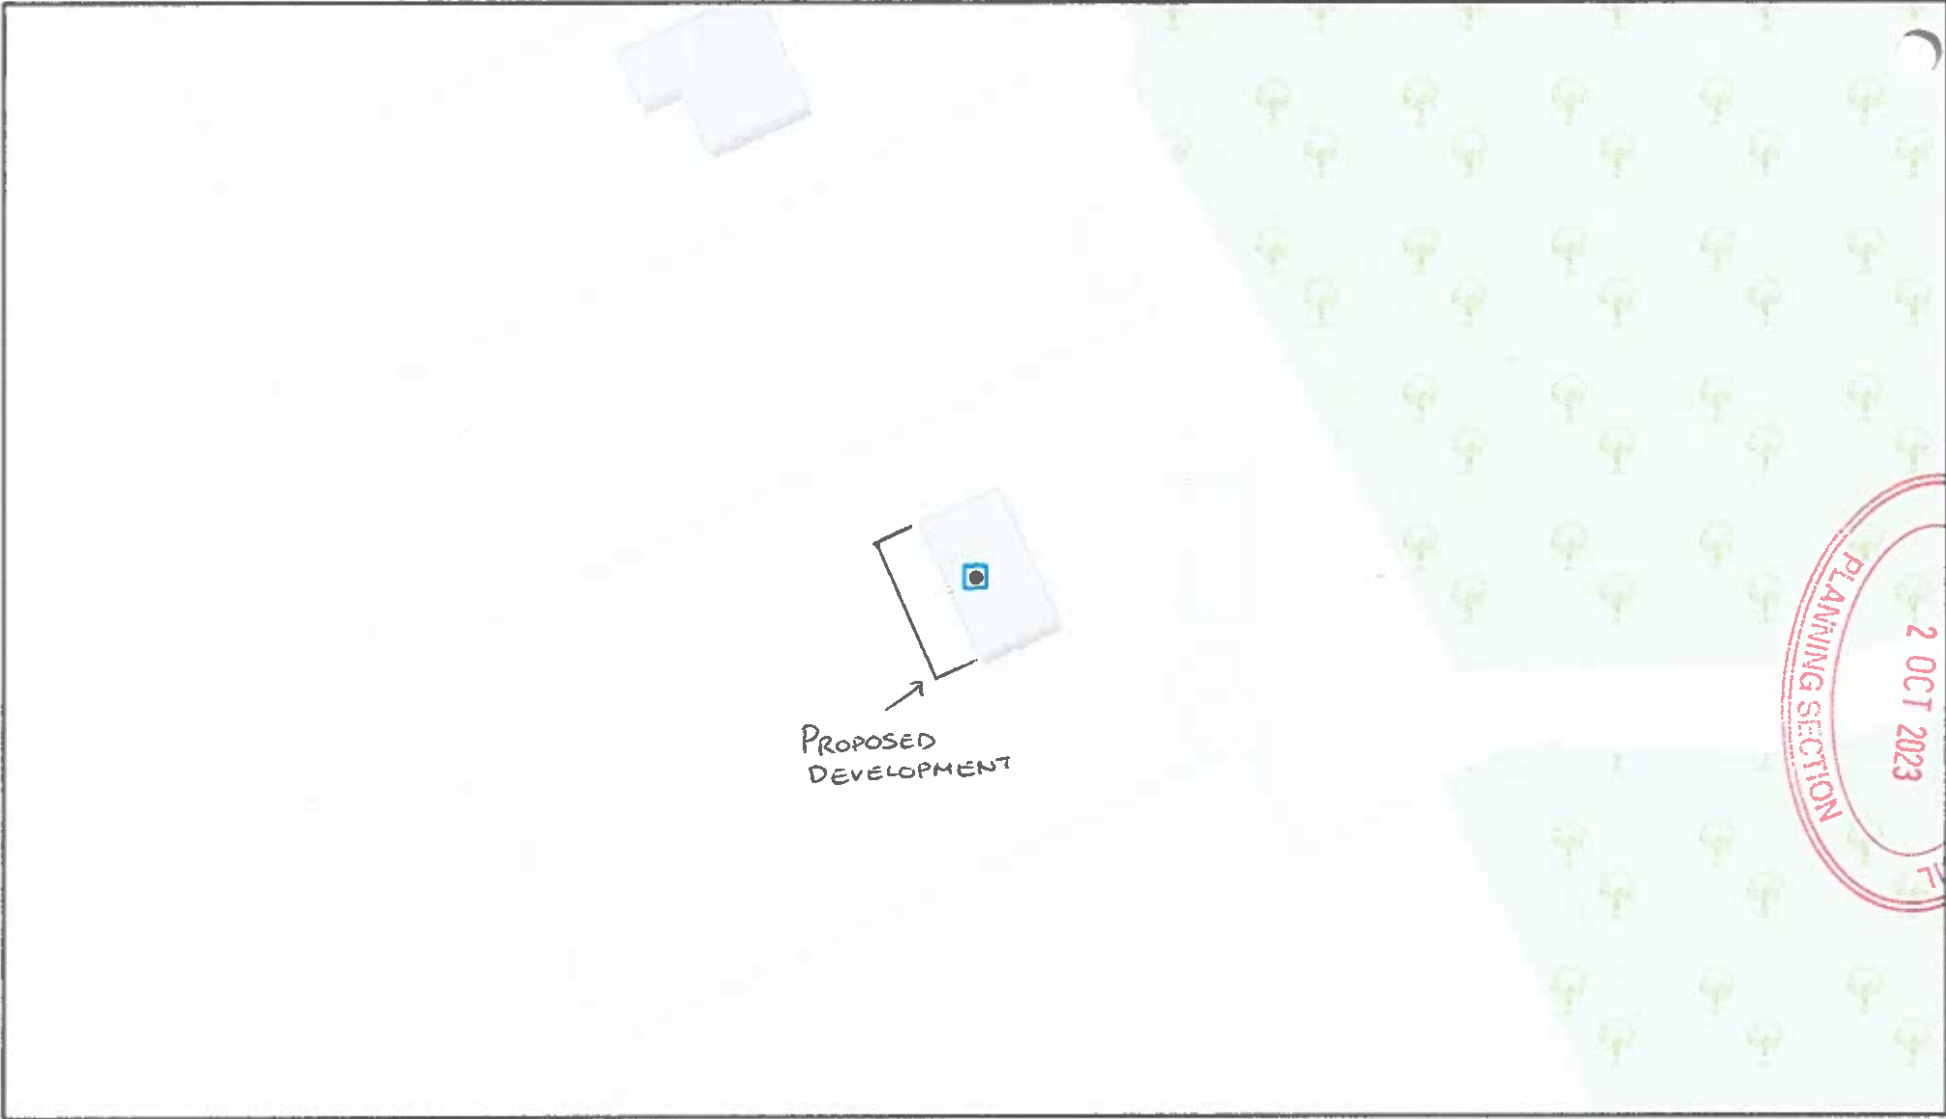 PROPOSED
DEVELOPMENT
PLANNING SECTION
2 OCT 2023